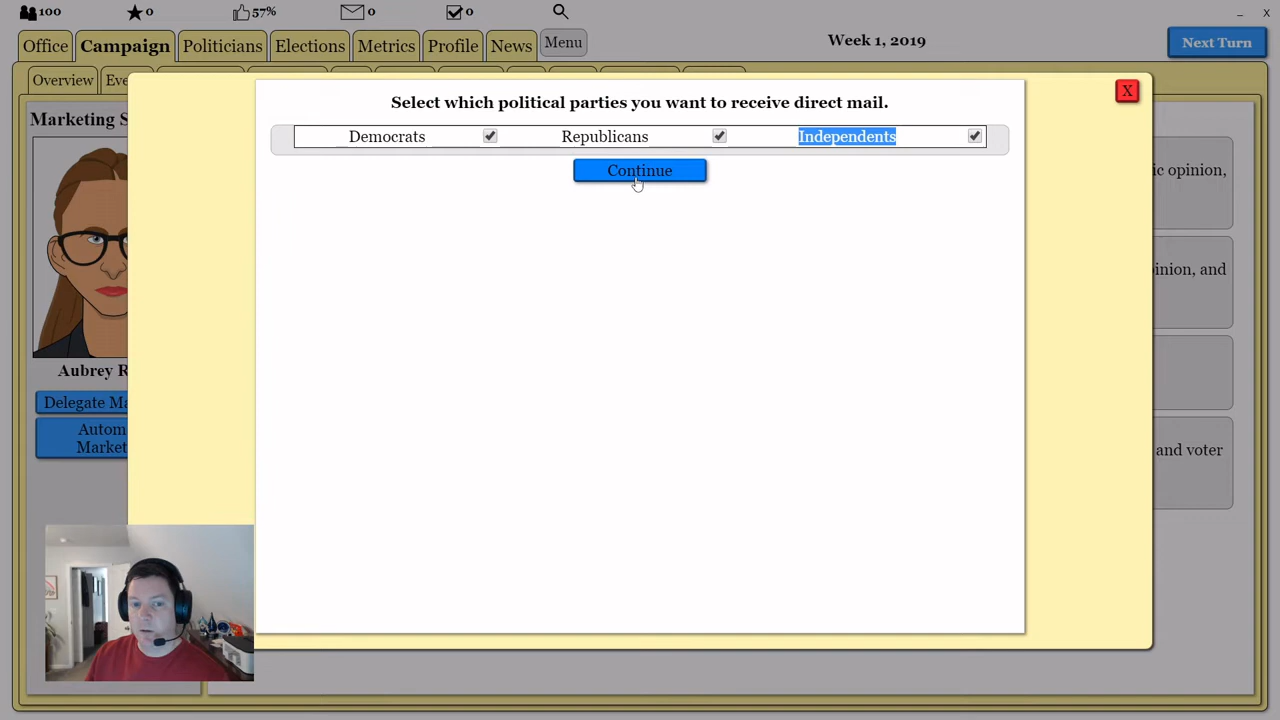 100
0
57%
0
0
_ X
Office Campaign Politicians Elections Metrics Profile News Menu
Week 1, 2019
Next Turn
Overview Eve
X
Select which political parties you want to receive direct mail.
Democrats Republicans Independents
Continue
Marketing S
Aubrey R
Delegate Ma
Autom
Market
ic opinion,
inion, and
and voter